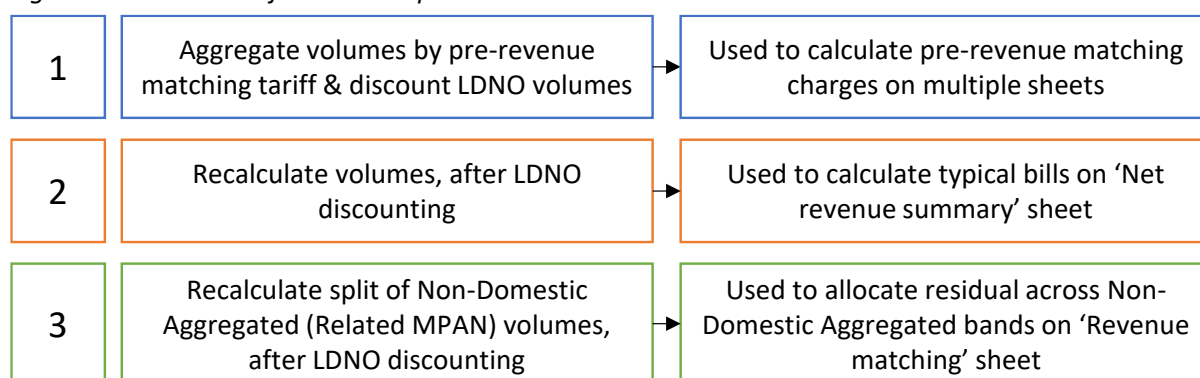 1
Aggregate volumes by pre-revenue
matching tariff & discount LDNO volumes
Used to calculate pre-revenue matching
charges on multiple sheets
2
Recalculate volumes, after LDNO
discounting
Used to calculate typical bills on ‘Net
revenue summary’ sheet
3
Recalculate split of Non-Domestic
Aggregated (Related MPAN) volumes,
after LDNO discounting
Used to allocate residual across Non-
Domestic Aggregated bands on ‘Revenue
matching’ sheet